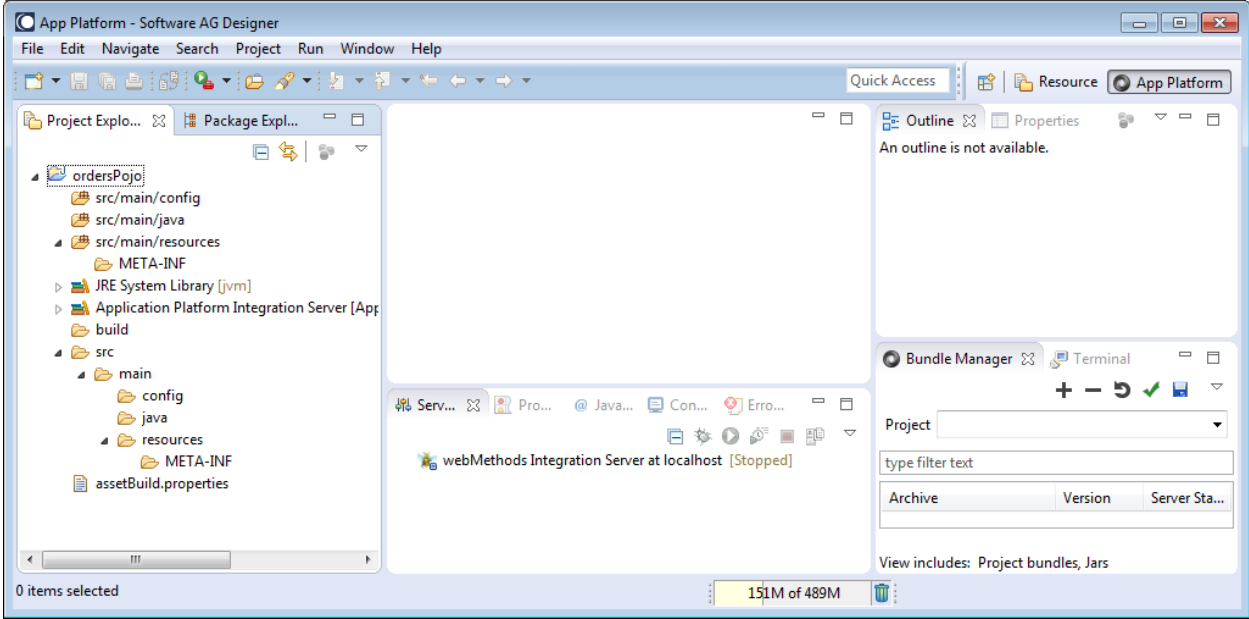 App Platform - Software AG Designer
File Edit Navigate Search Project Run Window Help
Quick Access
Resource
App Platform
Project Explo...
Package Expl...
ordersPojo
src/main/config
src/main/java
src/main/resources
META-INF
JRE System Library [jvm]
Application Platform Integration Server [App
build
src
main
config
java
resources
META-INF
assetBuild.properties
Serv...
Pro...
@ Java...
Con...
Erro...
webMethods Integration Server at localhost [Stopped]
Outline
Properties
An outline is not available.
Bundle Manager
Terminal
Project
type filter text
Archive Version Server Sta...
View includes: Project bundles, Jars
0 items selected
151M of 489M